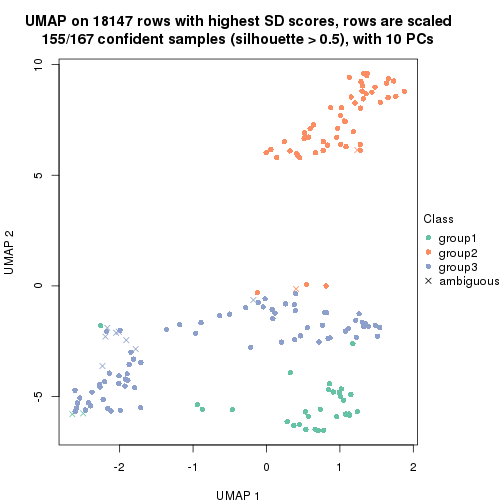 UMAP on 18147 rows with highest SD scores, rows are scaled
155/167 confident samples (silhouette > 0.5), with 10 PCs
10
5
0
-5
UMAP 2
-2
-1
0
1
2
UMAP 1
Class
group1
group2
group3
ambiguous